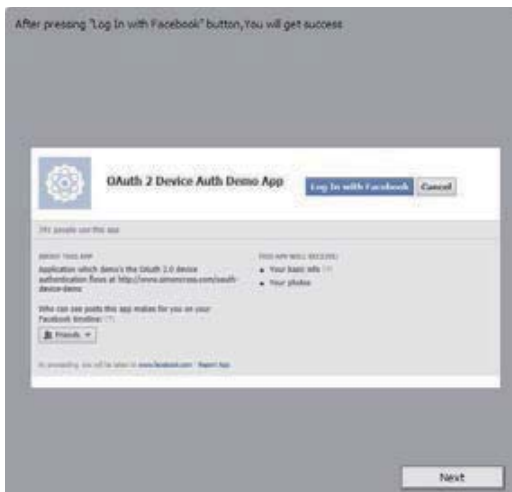 After pressing "Log In with Facebook" button,You will get success
OAuth 2 Device Auth Demo App
Log In with Facebook
Cancel
people use this app
ABOUT THIS APP
Application which demo's the OAuth 2.0 device
authentication flows at http://www.simoncross.com/oauth-
device-demo
THIS APP WILL RECEIVE:
Your basic info
Your photos
Who can see posts this app makes for you on your
Facebook timeline:
Friends
By proceeding, you will be taken to www.facebook.com · Report App
Next